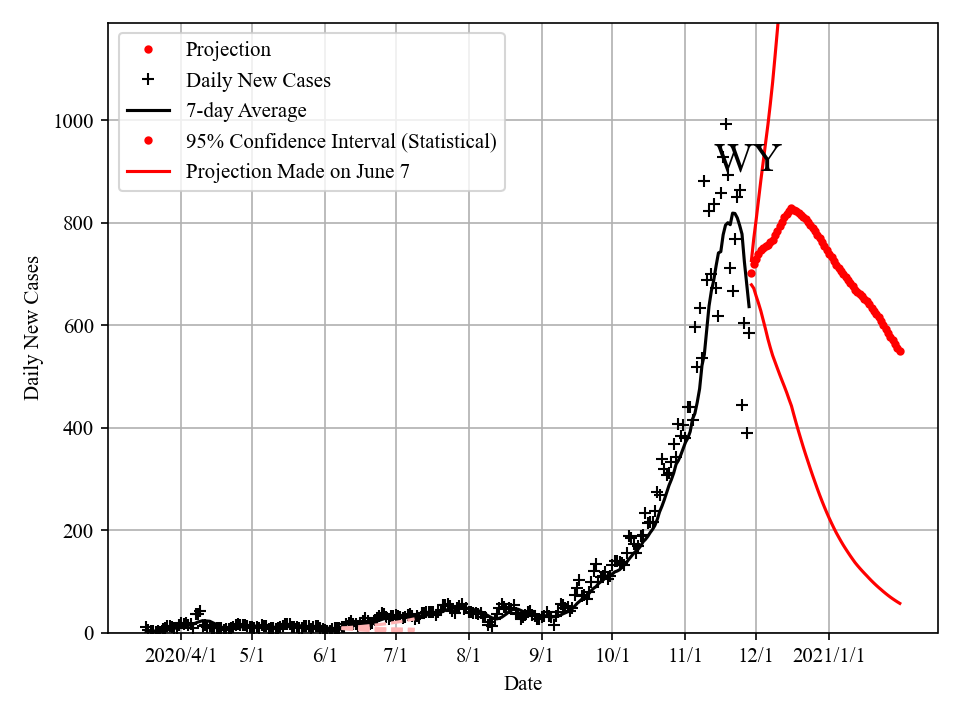 Projection
Daily New Cases
7-day Average
95% Confidence Interval (Statistical)
Projection Made on June 7
WY
Daily New Cases
1000
800
600
400
200
0
2020/4/1 5/1 6/1 7/1 8/1 9/1 10/1 11/1 12/1 2021/1/1
Date